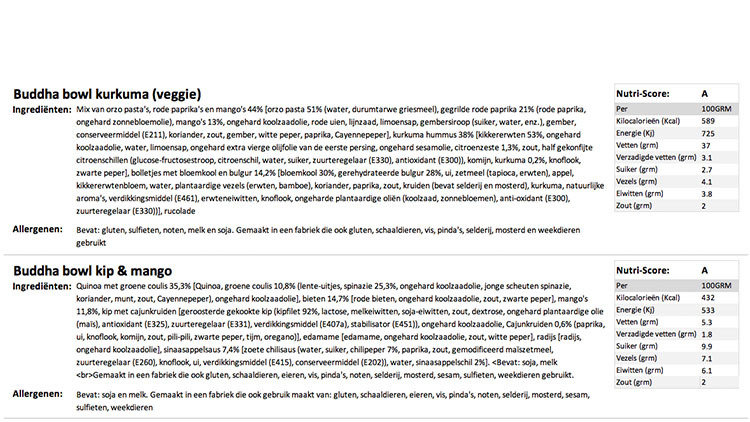 Buddha bowl kurkuma (veggie)
Ingrediënten: Mix van orzo pasta's, rode paprika's en mango's 44% [orzo pasta 51% (water, durumtarwe griesmeel), gegrilde rode paprika 21% (rode paprika,
ongehard zonnebloemolie), mango's 13%, ongehard koolzaadolie, rode uien, lijnzaad, limoensap, gembersiroop (suiker, water, enz.), gember,
conserveermiddel (E211), koriander, zout, gember, witte peper, paprika, Cayennepeper], kurkuma hummus 38% [kikkererwten 53%, ongehard
koolzaadolie, water, limoensap, ongehard extra vierge olijfolie van de eerste persing, ongehard sesamolie, citroenzeste 1,3%, zout, half gekonfijte
citroenschillen (glucose-fructosestroop, citroenschil, water, suiker, zuurteregelaar (E330), antioxidant (E300)), komijn, kurkuma 0,2%, knoflook,
zwarte peper], bolletjes met bloemkool en bulgur 14,2% [bloemkool 30%, gerehydrateerde bulgur 28%, ui, zetmeel (tapioca, erwten), appel,
kikkererwtenbloem, water, plantaardige vezels (erwten, bamboe), koriander, paprika, zout, kruiden (bevat selderij en mosterd), kurkuma, natuurlijke
aroma's, verdikkingsmiddel (E461), erwteneiwitten, knoflook, ongeharde plantaardige oliën (koolzaad, zonnebloemen), anti-oxidant (E300),
zuurteregelaar (E330))], rucolade
Allergenen: Bevat: gluten, sulfieten, noten, melk en soja. Gemaakt in een fabriek die ook gluten, schaaldieren, vis, pinda's, selderij, mosterd en weekdieren
gebruikt
Nutri-Score: A
Per 100GRM
Kilocalorieën (Kcal) 589
Energie (Kj) 725
Vetten (grm) 37
Verzadigde vetten (grm) 3.1
Suiker (grm) 2.7
Vezels (grm) 4.1
Eiwitten (grm) 3.8
Zout (grm) 2
Buddha bowl kip & mango
Ingrediënten: Quinoa met groene coulis 35,3% [Quinoa, groene coulis 10,8% (lente-uitjes, spinazie 25,3%, ongehard koolzaadolie, jonge scheuten spinazie,
koriander, munt, zout, Cayennepeper), ongehard koolzaadolie], bieten 14,7% [rode bieten, ongehard koolzaadolie, zout, zwarte peper], mango's
11,8%, kip met cajunkruiden [geroosterde gekookte kip (kipfilet 92%, lactose, melkeiwitten, soja-eiwitten, zout, dextrose, ongehard plantaardige olie
(mais), antioxidant (E325), zuurteregelaar (E331), verdikkingsmiddel (E407a), stabilisator (E451)), ongehard koolzaadolie, Cajunkruiden 0,6% (paprika,
ui, knoflook, komijn, zout, pili-pili, zwarte peper, tijm, oregano)], edamame [edamame, ongehard koolzaadolie, zout, witte peper], radijs [radijs,
ongehard koolzaadolie], sinaasappelsaus 7,4% [zoete chilisaus (water, suiker, chilipeper 7%, paprika, zout, gemodificeerd maïszetmeel,
zuurteregelaar (E260), knoflook, ui, verdikkingsmiddel (E415), conserveermiddel (E202)), water, sinaasappelschil 2%]. <Bevat: soja, melk
<br>Gemaakt in een fabriek die ook gluten, schaaldieren, eieren, vis, pinda's, noten, selderij, mosterd, sesam, sulfieten, weekdieren gebruikt.
Allergenen: Bevat: soja en melk. Gemaakt in een fabriek die ook gebruik maakt van: gluten, schaaldieren, eieren, vis, pinda's, noten, selderij, mosterd, sesam,
sulfieten, weekdieren
Nutri-Score: A
Per 100GRM
Kilocalorieën (Kcal) 432
Energie (Kj) 533
Vetten (grm) 5.3
Verzadigde vetten (grm) 1.8
Suiker (grm) 9.9
Vezels (grm) 7.1
Eiwitten (grm) 6.1
Zout (grm) 2